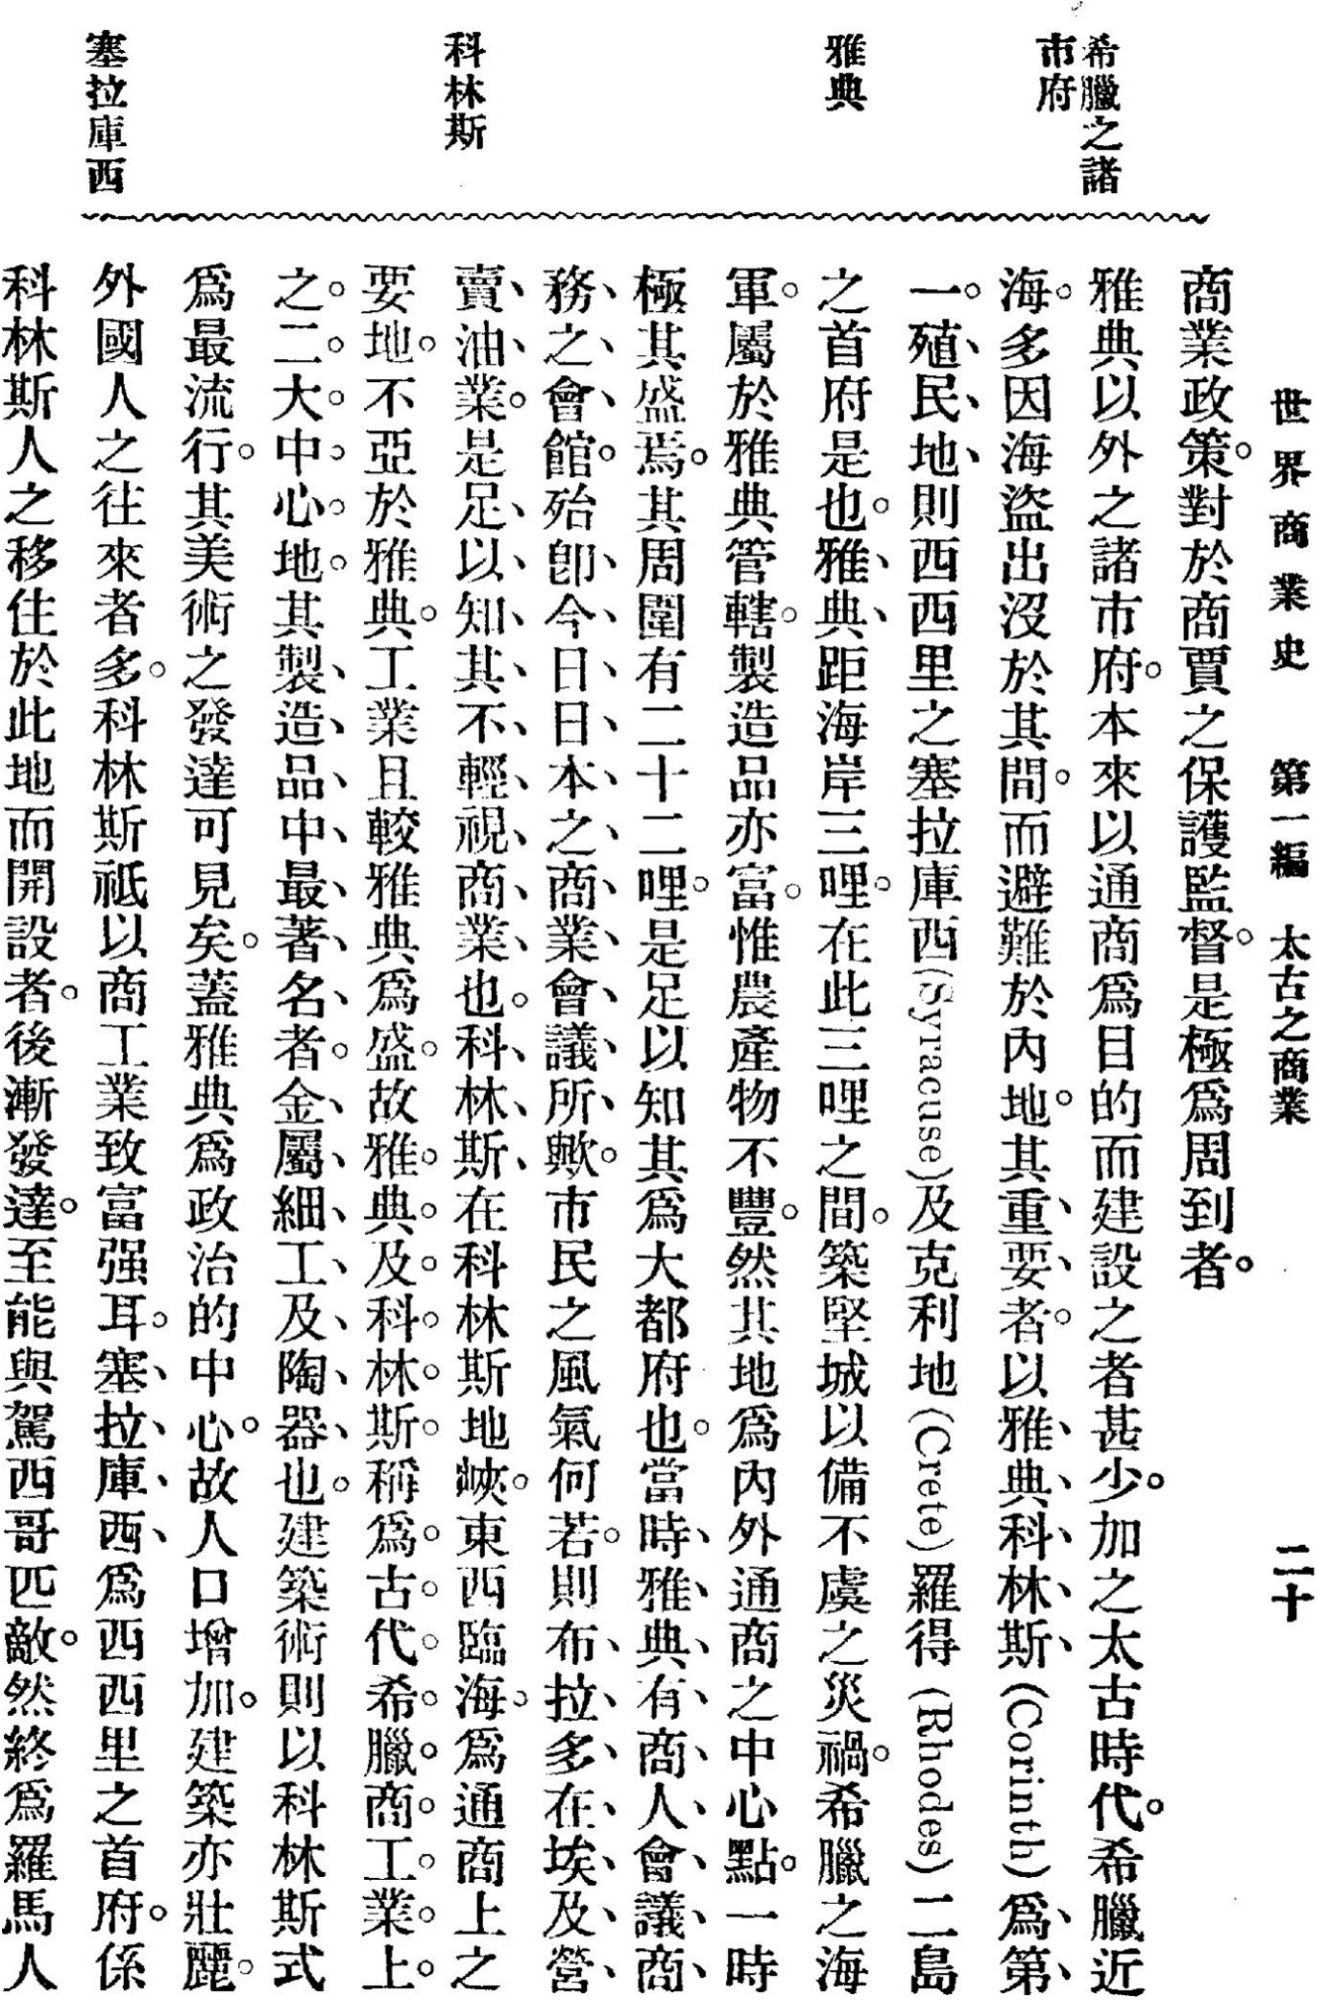 世界商業史　第一編　太古之商業　二十
希臘之諸
市府
雅典
科林斯
塞拉庫西
商業政策。對於商賈之保護監督。是極爲周到者。
雅典以外之諸市府。本來以通商爲目的而建設之者甚少。加之太古時代。希臘近
海。多因海盜出沒於其間。而避難於內地。其重、要、者。以雅、典、科、林、斯、(Corinth)爲、第、
一。殖、民、地、則西西里之塞拉庫西(Syracuse)及克利地(Crete)羅得(Rhodes)二島
之首府是也。雅、典、距海岸三哩。在此三哩之間。築堅城以備不虞之災禍。希臘之海
軍。屬於雅典管轄。製造品亦富。惟農產物不豐。然其地爲內外通商之中心點。一時
極其盛焉。其周圍有二十二哩。是足以知其爲大都府也。當時、雅、典、有、商、人、會、議、商、
務、之、會、館。殆卽、今、日、日、本、之、商、業、會、議、所、歟。市民之風氣何若。則布、拉、多、在、埃、及、營、
賣、油、業。是足、以、知、其、不、輕、視、商、業、也。科、林、斯、在科林斯地峽。東西臨海。爲通商上之
要地。不亞於雅典。工業且較雅典爲盛。故雅。典。及。科。林。斯。稱爲。古。代。希。臘。商。工。業。上。
之。二。大。中。心。地。其製、造、品、中、最、著、名、者。金、屬、細、工、及、陶、器、也。建築術則以科林斯式
爲最流行。其美術之發達可見矣。蓋雅典爲政治的中心。故人口增加。建築亦壯麗。
外國人之往來者多。科林斯祇以商工業致富强耳。塞、拉、庫、西、爲西西里之首府。係
科林斯人之移住於此地而開設者。後漸發達。至能與駕西哥匹敵。然終爲羅馬人